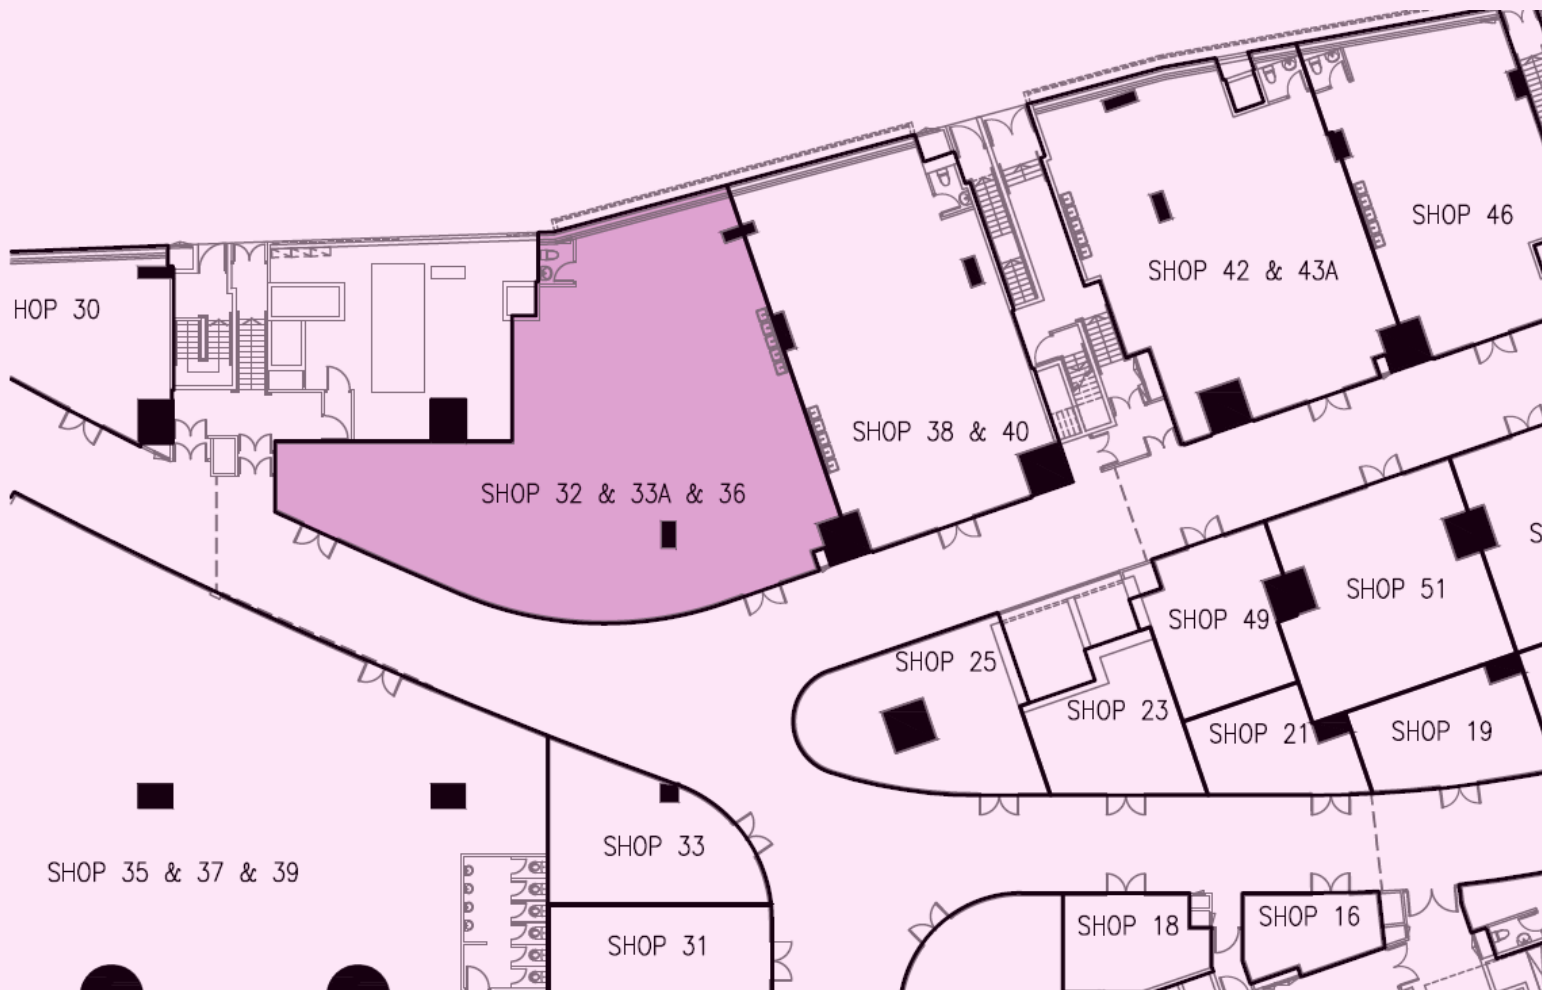 SHOP 46
SHOP 42 & 43A
HOP 30
SHOP 38 & 40
SHOP 32 & 33A & 36
S
SHOP 51
SHOP 49
SHOP 25
SHOP 23
SHOP 21
SHOP 19
SHOP 33
SHOP 35 & 37 & 39
SHOP 16
SHOP 18
SHOP 31